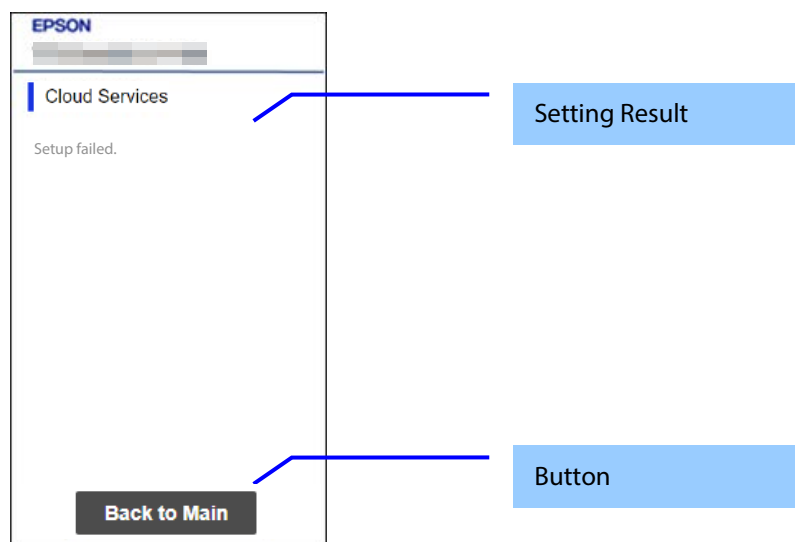 EPSON
Cloud Services
Setting Result
Setup failed.
Button
Back to Main